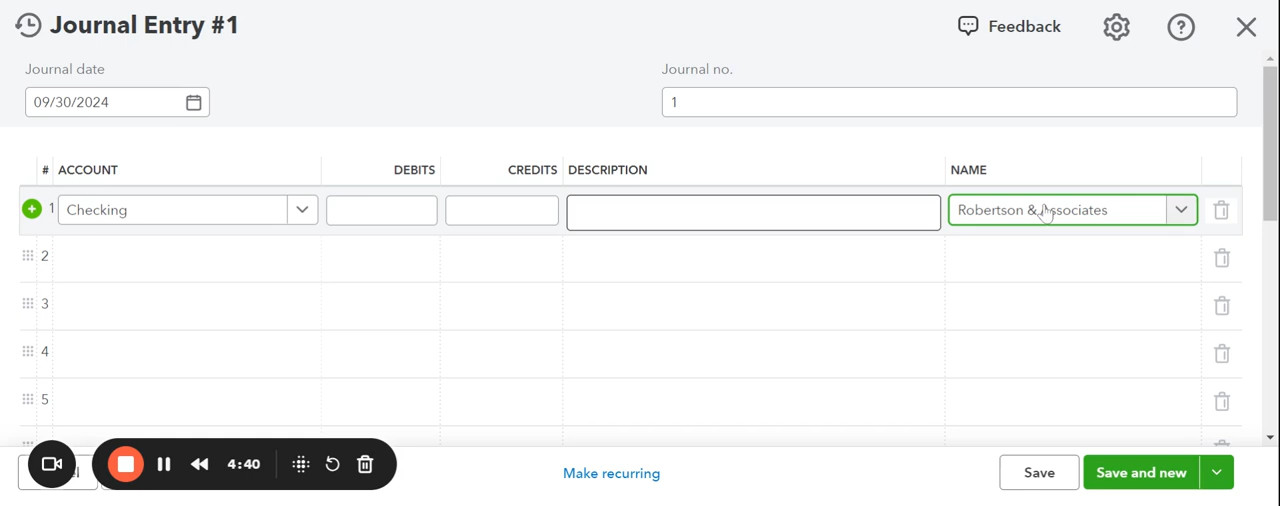 Journal Entry #1
Feedback
Journal date
Journal no.
09/30/2024
1
# ACCOUNT DEBITS CREDITS DESCRIPTION NAME
1 Checking Robertson & Associates
2
3
4
5
4:40
Make recurring
Save
Save and new